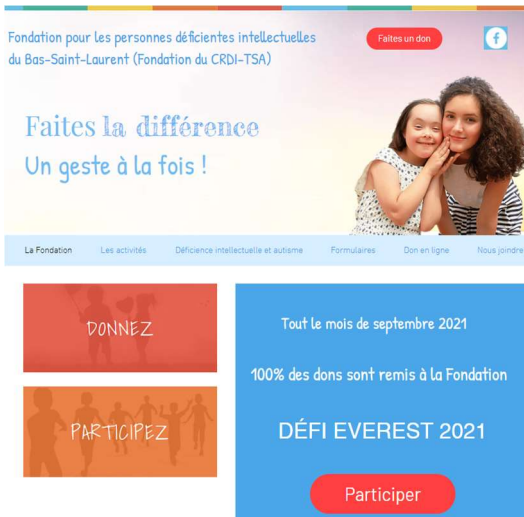 Fondation pour les personnes déficientes intellectuelles
du Bas-Saint-Laurent (Fondation du CRDI-TSA)
Faites un don
f
Faites la différence
Un geste à la fois !
La Fondation
Les activités
Déficience intellectuelle et autisme
Formulaires
Don en ligne
Nous joindre
DONNEZ
PARTICIPEZ
Tout le mois de septembre 2021
100% des dons sont remis à la Fondation
DÉFI EVEREST 2021
Participer